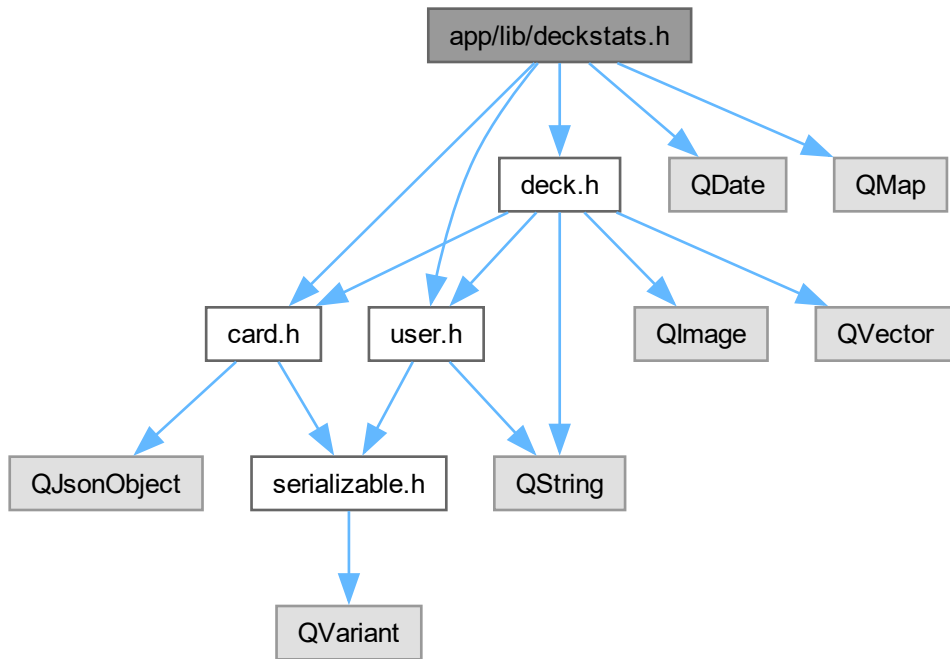 app/lib/deckstats.h
deck.h
QDate
QMap
card.h
user.h
QImage
QVector
QJsonObject
serializable.h
QString
QVariant